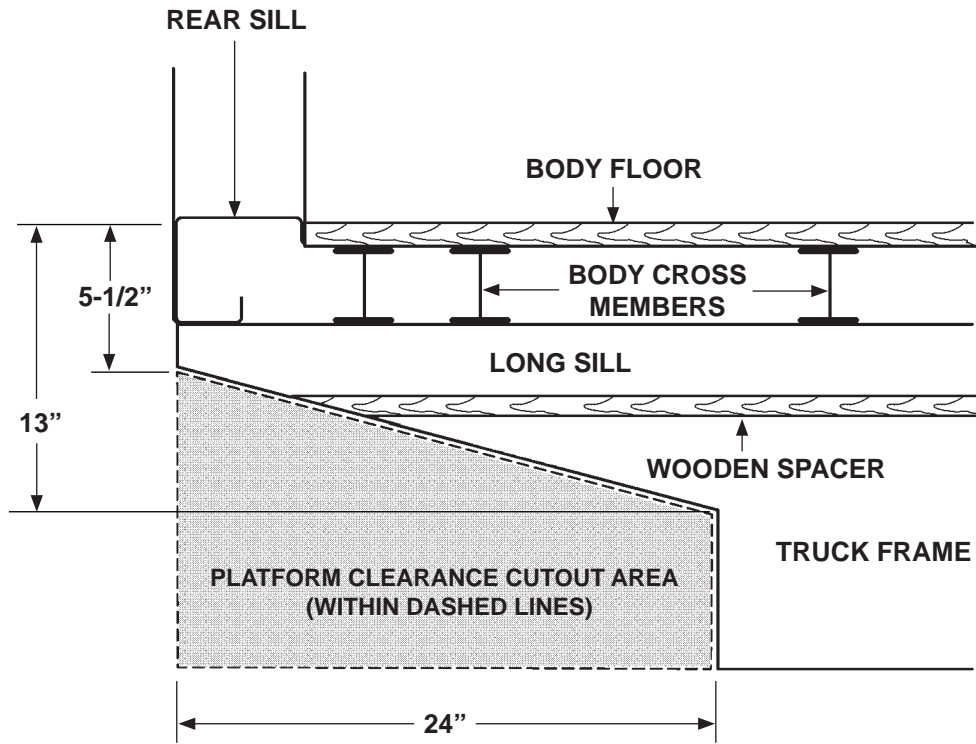 REAR SILL
BODY FLOOR
5-1/2”
BODY CROSS
MEMBERS
LONG SILL
13”
WOODEN SPACER
TRUCK FRAME
PLATFORM CLEARANCE CUTOUT AREA
(WITHIN DASHED LINES)
24”